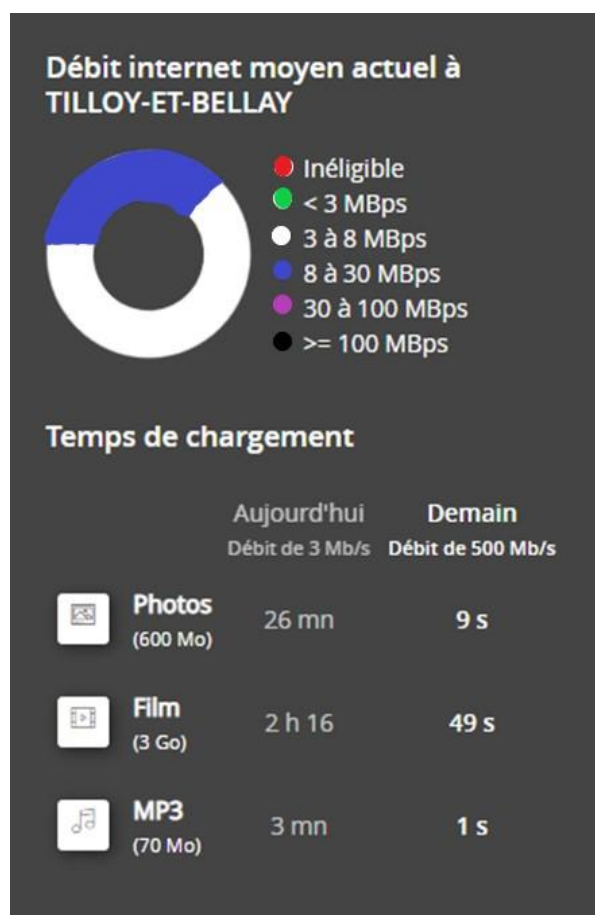 Débit internet moyen actuel à
TILLOY-ET-BELLAY
Inéligible
< 3 MBps
3 à 8 MBps
8 à 30 MBps
30 à 100 MBps
>= 100 MBps
Temps de chargement
Aujourd'hui Demain
Débit de 3 Mb/s Débit de 500 Mb/s
Photos
(600 Mo) 26 mn 9 s
Film
(3 Go) 2 h 16 49 s
MP3
(70 Mo) 3 mn 1 s